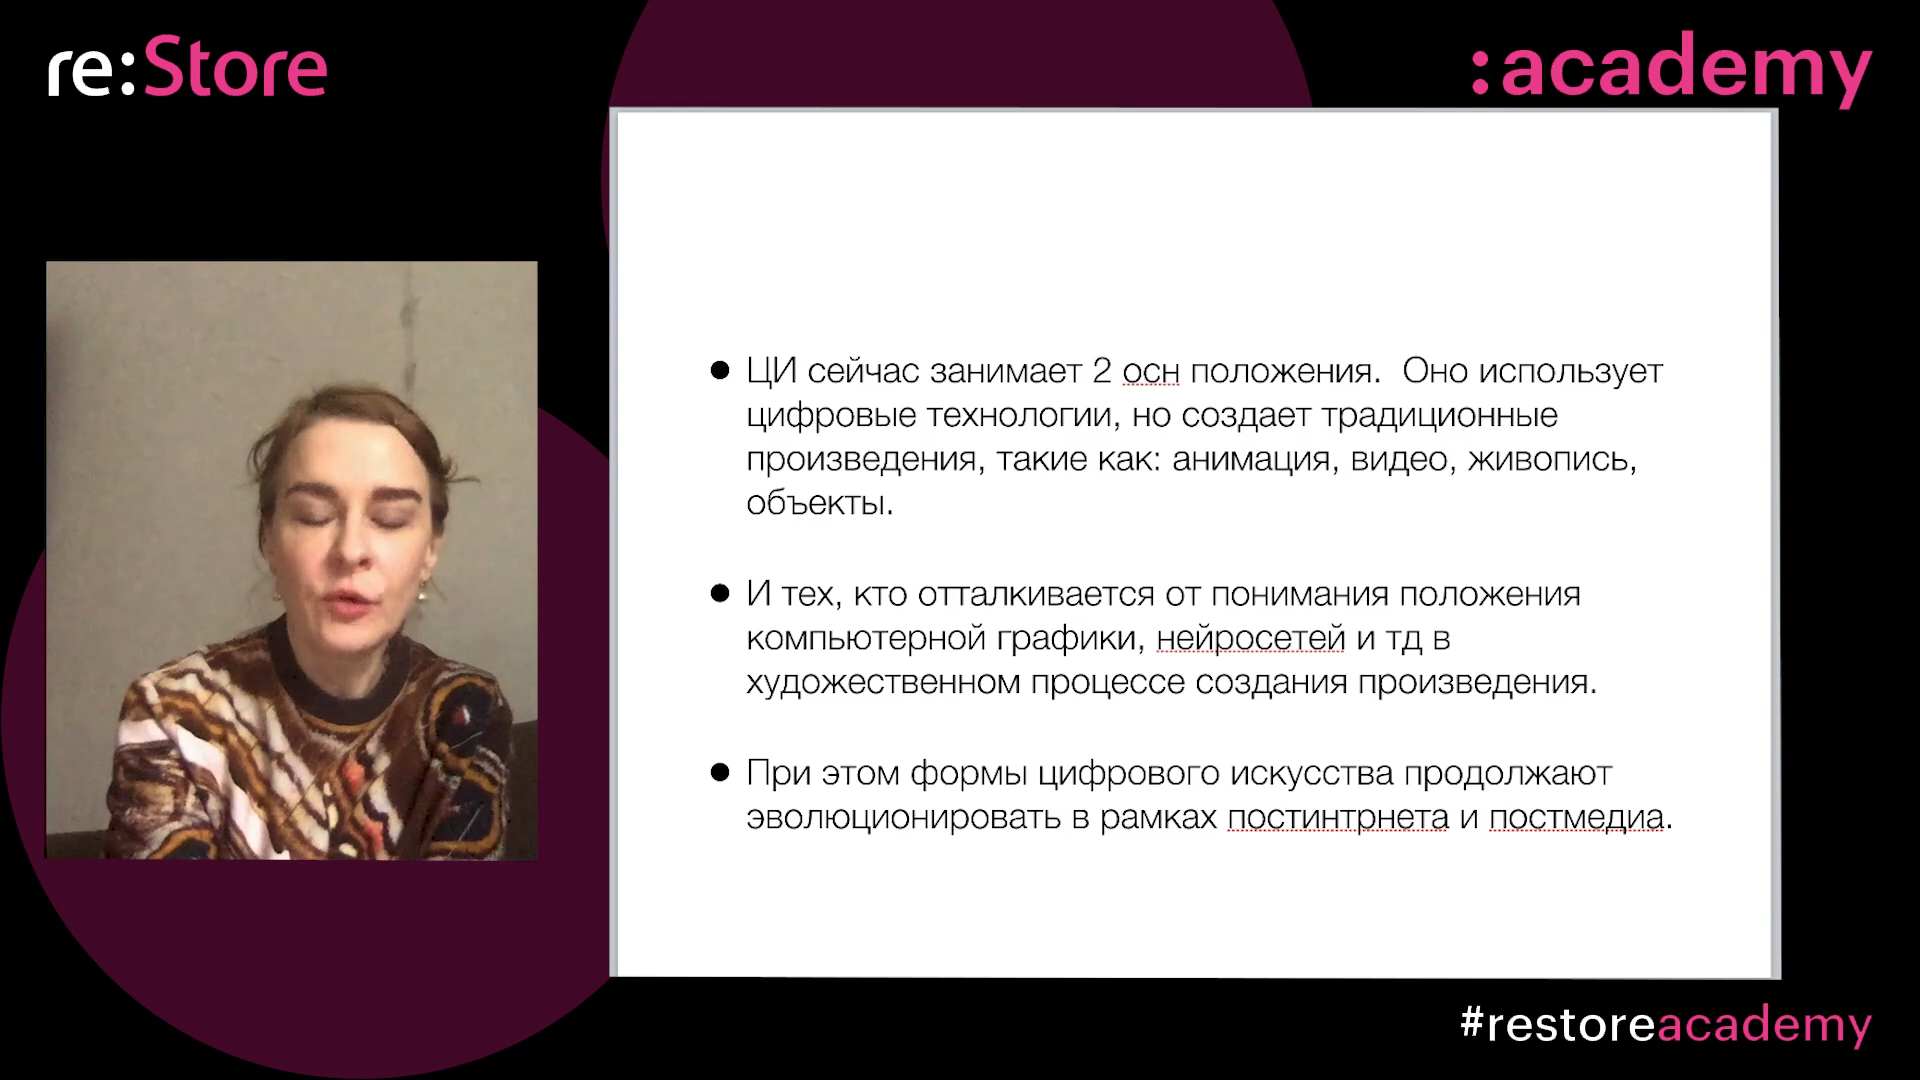 re:Store
:academy
● ЦИ сейчас занимает 2 осн положения.  Оно использует
цифровые технологии, но создает традиционные
произведения, такие как: анимация, видео, живопись,
объекты.
● И тех, кто отталкивается от понимания положения
компьютерной графики, нейросетей и тд в
художественном процессе создания произведения.
● При этом формы цифрового искусства продолжают
эволюционировать в рамках постинтрнета и постмедиа.
#restoreacademy